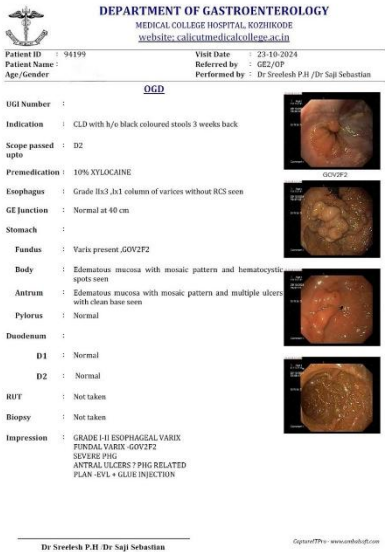 DEPARTMENT OF GASTROENTEROLOGY
MEDICAL COLLEGE HOSPITAL, KOZHIKODE
website; calicutmedicalcollege.ac.in
Patient ID : 94199 Visit Date : 23-10-2024
Patient Name : Referred by : GE2/OP
Age/Gender Performed by : Dr Sreelesh P.H /Dr Saji Sebastian
OGD
UGI Number :
Indication : CLD with h/o black coloured stools 3 weeks back
Scope passed upto : D2
Premedication : 10% XYLOCAINE
Esophagus : Grade IIx3 ,Ix1 column of varices without RCS seen
GOV2F2
GE Junction : Normal at 40 cm
Stomach :
Fundus : Varix present ,GOV2F2
Body : Edematous mucosa with mosaic pattern and hematocystic
spots seen
Antrum : Edematous mucosa with mosaic pattern and multiple ulcers
with clean base seen
Pylorus : Normal
Duodenum :
D1 : Normal
D2 : Normal
RUT : Not taken
Biopsy : Not taken
Impression : GRADE I-II ESOPHAGEAL VARIX
FUNDAL VARIX -GOV2F2
SEVERE PHG
ANTRAL ULCERS ? PHG RELATED
PLAN -EVL + GLUE INJECTION
Dr Sreelesh P.H /Dr Saji Sebastian
CaptureITPro - www.ambalsoft.com